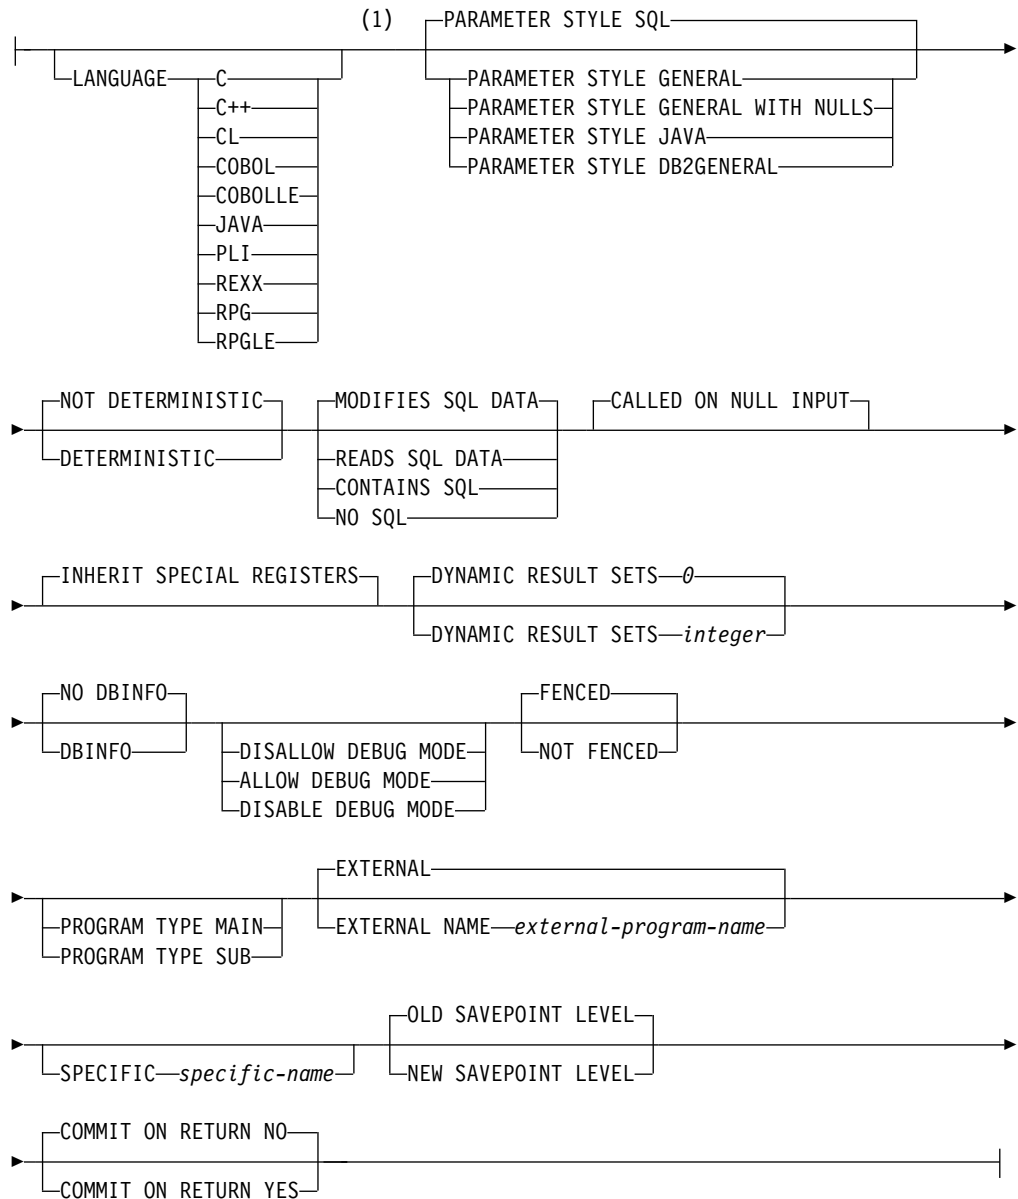 (1) PARAMETER STYLE SQL
LANGUAGE C PARAMETER STYLE GENERAL
C++ PARAMETER STYLE GENERAL WITH NULLS
CL PARAMETER STYLE JAVA
COBOL PARAMETER STYLE DB2GENERAL
COBOLLE
JAVA
PLI
REXX
RPG
RPGLE
NOT DETERMINISTIC MODIFIES SQL DATA CALLED ON NULL INPUT
DETERMINISTIC READS SQL DATA
CONTAINS SQL
NO SQL
INHERIT SPECIAL REGISTERS DYNAMIC RESULT SETS 0
DYNAMIC RESULT SETS integer
NO DBINFO FENCED
DBINFO DISALLOW DEBUG MODE NOT FENCED
ALLOW DEBUG MODE
DISABLE DEBUG MODE
EXTERNAL
PROGRAM TYPE MAIN EXTERNAL NAME external-program-name
PROGRAM TYPE SUB
OLD SAVEPOINT LEVEL
SPECIFIC specific-name NEW SAVEPOINT LEVEL
COMMIT ON RETURN NO
COMMIT ON RETURN YES